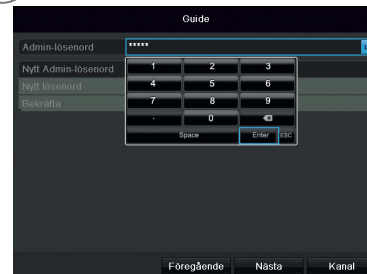 Guide
Admin-lösenord *****
Nytt Admin-lösenord
Nytt lösenord
Bekräfta
1 2 3
4 5 6
7 8 9
. 0
Space Enter ESC
Föregående Nästa Kanal